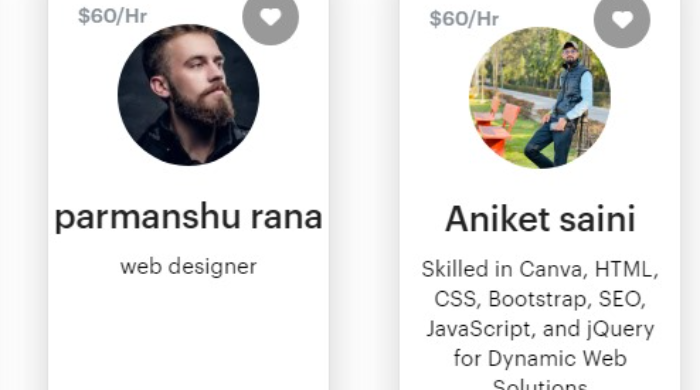 $60/Hr
parmanshu rana
web designer
$60/Hr
Aniket saini
Skilled in Canva, HTML,
CSS, Bootstrap, SEO,
JavaScript, and jQuery
for Dynamic Web
Solutions